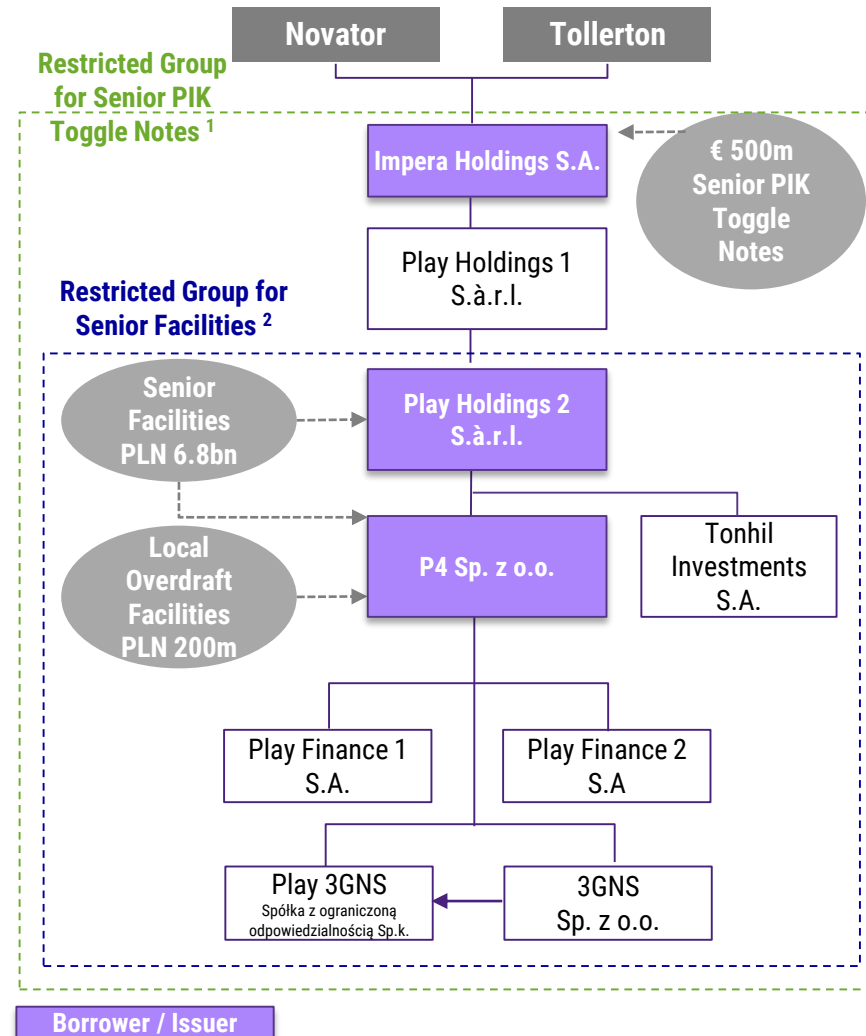 Novator
Tollerton
Restricted Group
for Senior PIK
Toggle Notes 1
Impera Holdings S.A.
€ 500m
Senior PIK
Toggle
Notes
Play Holdings 1
S.à.r.l.
Restricted Group for
Senior Facilities 2
Senior
Facilities
PLN 6.8bn
Play Holdings 2
S.à.r.l.
Local
Overdraft
Facilities
PLN 200m
P4 Sp. z o.o.
Tonhil
Investments
S.A.
Play Finance 1
S.A.
Play Finance 2
S.A
Play 3GNS
Spółka z ograniczoną
odpowiedzialnością Sp.k.
3GNS
Sp. z o.o.
Borrower / Issuer